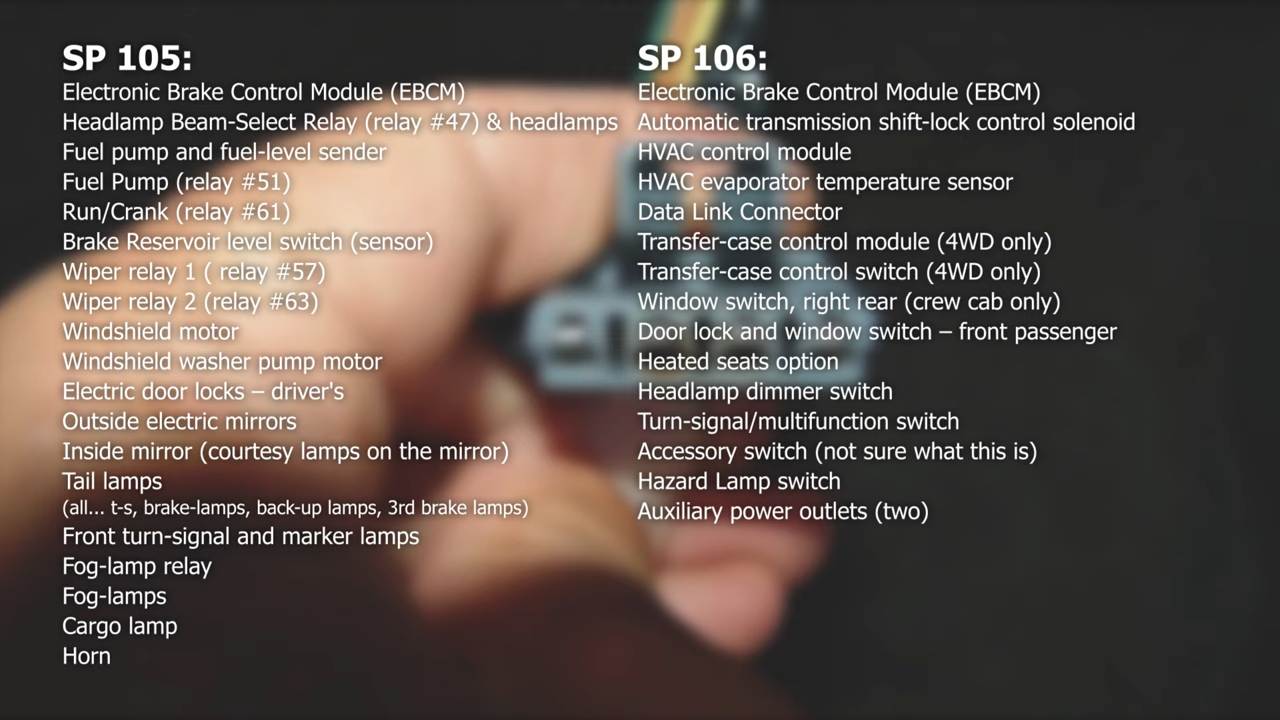 SP 105:
Electronic Brake Control Module (EBCM)
Headlamp Beam-Select Relay (relay #47) & headlamps
Fuel pump and fuel-level sender
Fuel Pump (relay #51)
Run/Crank (relay #61)
Brake Reservoir level switch (sensor)
Wiper relay 1 ( relay #57)
Wiper relay 2 (relay #63)
Windshield motor
Windshield washer pump motor
Electric door locks – driver's
Outside electric mirrors
Inside mirror (courtesy lamps on the mirror)
Tail lamps
(all... t-s, brake-lamps, back-up lamps, 3rd brake lamps)
Front turn-signal and marker lamps
Fog-lamp relay
Fog-lamps
Cargo lamp
Horn
SP 106:
Electronic Brake Control Module (EBCM)
Automatic transmission shift-lock control solenoid
HVAC control module
HVAC evaporator temperature sensor
Data Link Connector
Transfer-case control module (4WD only)
Transfer-case control switch (4WD only)
Window switch, right rear (crew cab only)
Door lock and window switch – front passenger
Heated seats option
Headlamp dimmer switch
Turn-signal/multifunction switch
Accessory switch (not sure what this is)
Hazard Lamp switch
Auxiliary power outlets (two)